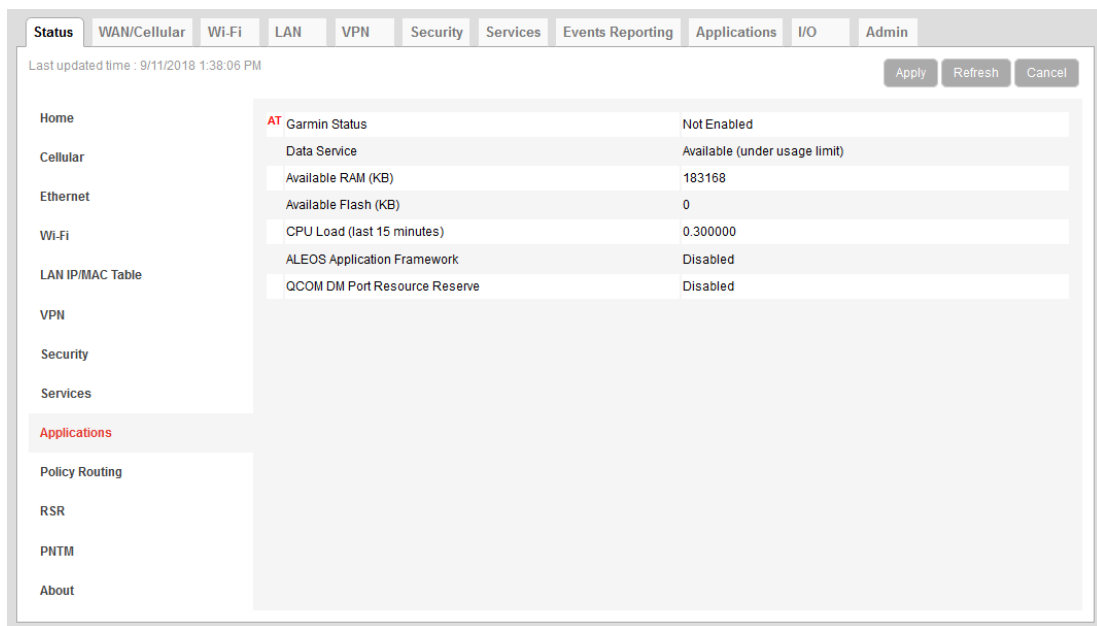 Status WAN/Cellular Wi-Fi LAN VPN Security Services Events Reporting Applications I/O Admin
Last updated time : 9/11/2018 1:38:06 PM
Apply Refresh Cancel
Home
Cellular
Ethernet
Wi-Fi
LAN IP/MAC Table
VPN
Security
Services
Applications
Policy Routing
RSR
PNTM
About
AT Garmin Status Not Enabled
Data Service Available (under usage limit)
Available RAM (KB) 183168
Available Flash (KB) 0
CPU Load (last 15 minutes) 0.300000
ALEOS Application Framework Disabled
QCOM DM Port Resource Reserve Disabled